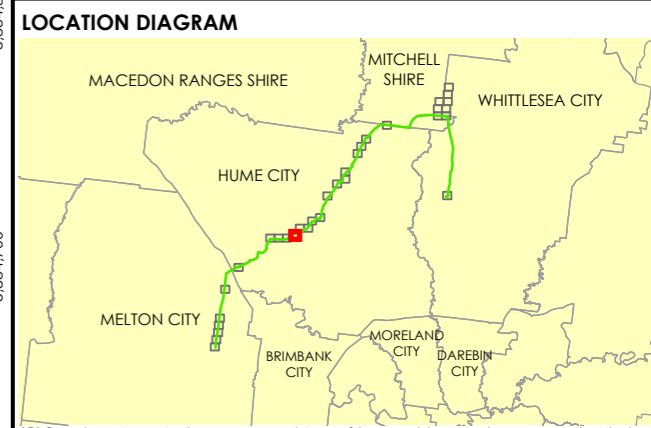 LOCATION DIAGRAM
MITCHELL
SHIRE
MACEDON RANGES SHIRE
WHITTLESEA CITY
HUME CITY
MELTON CITY
MORELAND
CITY
BRIMBANK
CITY
DAREBIN
CITY